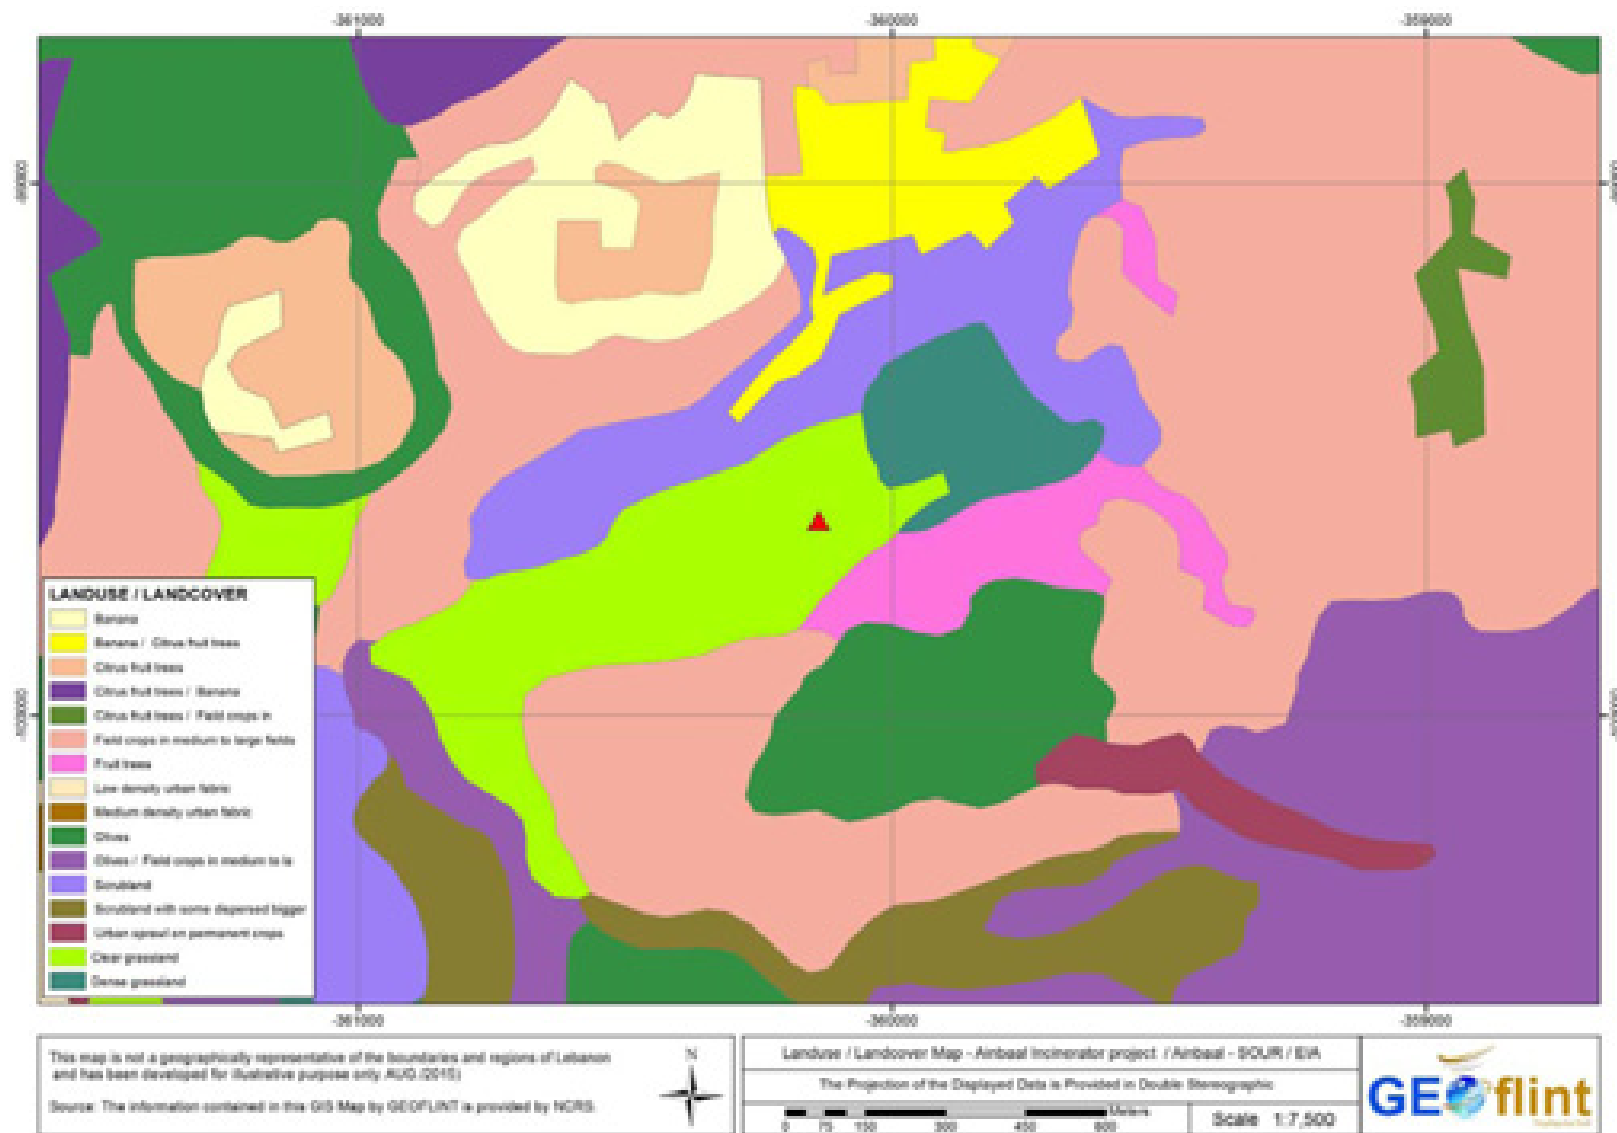 -361000 -360000 -359000
LANDUSE / LANDCOVER
Banana
Banana / Citrus fruit trees
Citrus fruit trees
Citrus fruit trees / Banana
Citrus fruit trees / Field crops in
Field crops in medium to large fields
Fruit trees
Low density urban fabric
Medium density urban fabric
Olives
Olives / Field crops in medium to la
Scrubland
Scrubland with some dispersed bigger
Urban sprawl on permanent crops
Clear grassland
Dense grassland
-361000 -360000 -359000
This map is not a geographically representative of the boundaries and regions of Lebanon
and has been developed for illustrative purpose only. AUG.(2015)
Source: The information contained in this GIS Map by GEOFLINT is provided by NCRS.
N
Landuse / Landcover Map - Ainbaal Incinerator project / Ainbaal - SOUR / EIA
The Projection of the Displayed Data is Provided in Double Stereographic
Meters
0 75 150 300 450 600
Scale 1:7,500
GEOflint